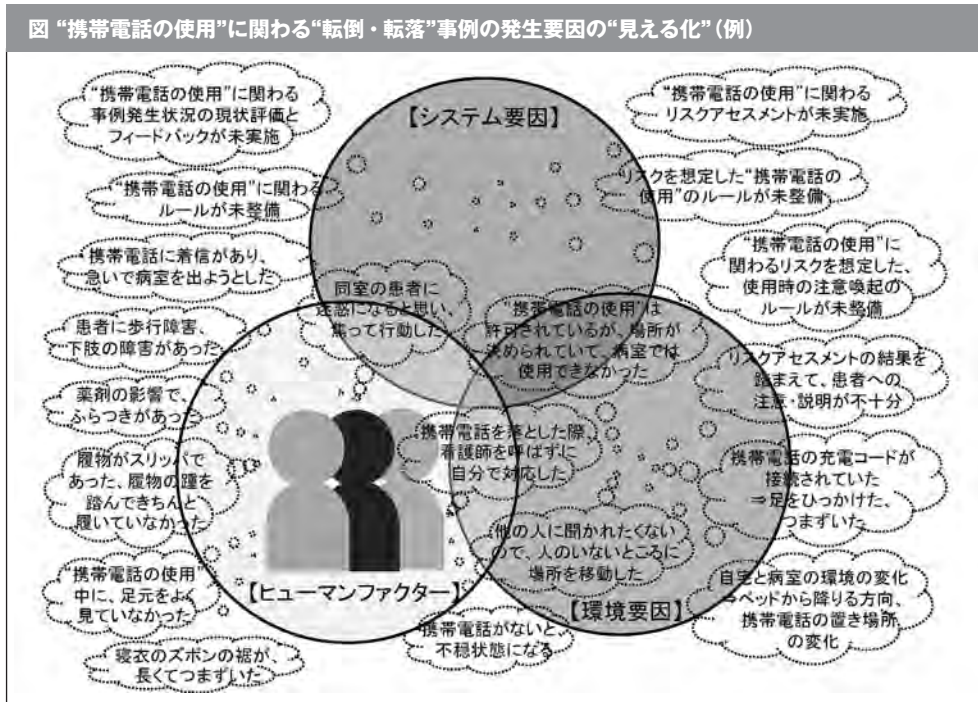 図 “携帯電話の使用”に関わる“転倒・転落”事例の発生要因の“見える化”（例）
“携帯電話の使用”に関わる
事例発生状況の現状評価と
フィードバックが未実施
“携帯電話の使用”に関わる
ルールが未整備
携帯電話に着信があり、
急いで病室を出ようとした
患者に歩行障害、
下肢の障害があった
薬剤の影響で、
ふらつきがあった
履物がスリッパで
あった、履物の踵を
踏んできちんと
履いていなかった
“携帯電話の使用”
中に、足元をよく
見ていなかった
寝衣のズボンの裾が、
長くてつまずいた
【システム要因】
同室の患者に
迷惑になると思い、
焦って行動した
“携帯電話の使用”は
許可されているが、場所が
決められていて、病室では
使用できなかった
携帯電話を落とした際、
看護師を呼ばずに
自分で対応した
他の人に聞かれたくない
ので、人のいないところに
場所を移動した
【ヒューマンファクター】
【環境要因】
携帯電話がないと、
不穏状態になる
“携帯電話の使用”に関わる
リスクアセスメントが未実施
リスクを想定した“携帯電話の
使用”のルールが未整備
“携帯電話の使用”に
関わるリスクを想定した、
使用時の注意喚起の
ルールが未整備
リスクアセスメントの結果を
踏まえて、患者への
注意・説明が不十分
携帯電話の充電コードが
接続されていた
⇒足をひっかけた、
つまずいた
自宅と病室の環境の変化
⇒ベッドから降りる方向、
携帯電話の置き場所
の変化